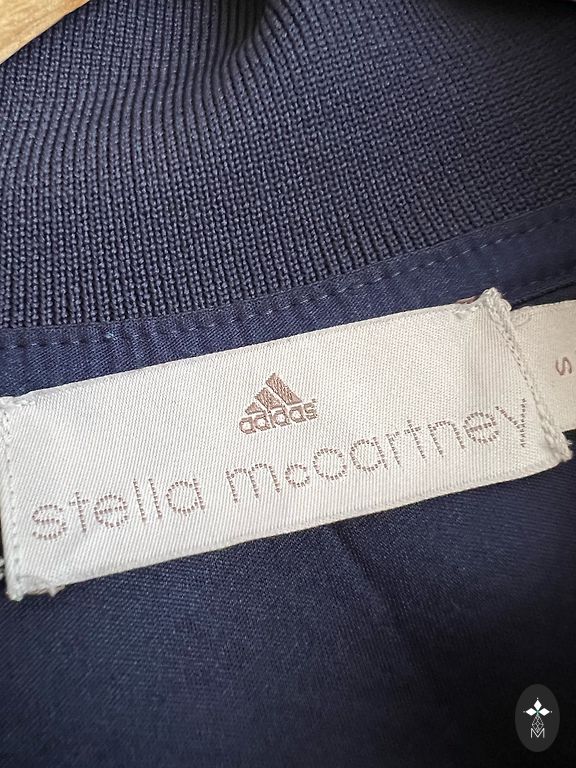 adidas
stella mccartney
S
M